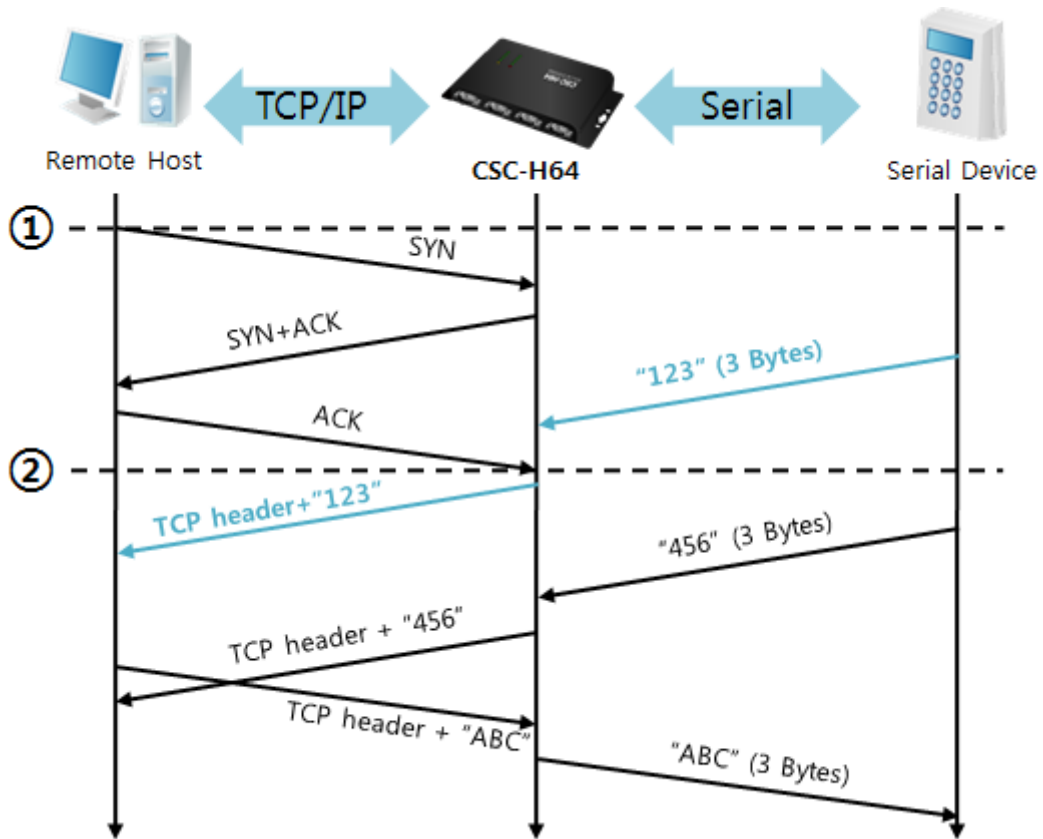 TCP/IP
Serial
Remote Host
CSC-H64
Serial Device
①
SYN
SYN+ACK
"123" (3 Bytes)
ACK
②
TCP header+"123"
"456" (3 Bytes)
TCP header + "456"
TCP header + "ABC"
"ABC" (3 Bytes)